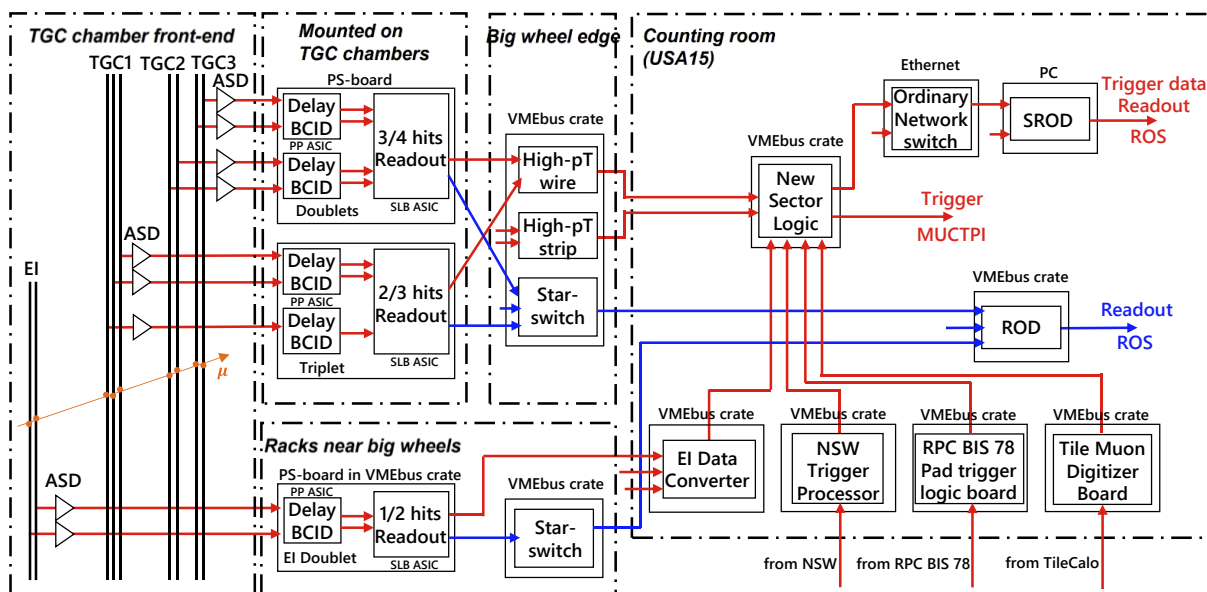 TGC chamber front-end
TGC1
TGC2
TGC3
ASD
ASD
EI
μ
ASD
Mounted on
TGC chambers
PS-board
Delay
BCID
PP ASIC
Delay
BCID
Doublets
3/4 hits
Readout
SLB ASIC
Delay
BCID
PP ASIC
Delay
BCID
Triplet
2/3 hits
Readout
SLB ASIC
Big wheel edge
VMEbus crate
High-pT
wire
High-pT
strip
Star-
switch
Racks near big wheels
PS-board in VMEbus crate
PP ASIC
Delay
BCID
EI Doublet
1/2 hits
Readout
SLB ASIC
VMEbus crate
Star-
switch
Counting room
(USA15)
VMEbus crate
New
Sector
Logic
Ethernet
Ordinary
Network
switch
PC
SROD
Trigger data
Readout
ROS
Trigger
MUCTPI
VMEbus crate
ROD
Readout
ROS
VMEbus crate
EI Data
Converter
VMEbus crate
NSW
Trigger
Processor
VMEbus crate
RPC BIS 78
Pad trigger
logic board
VMEbus crate
Tile Muon
Digitizer
Board
from NSW
from RPC BIS 78
from TileCalo